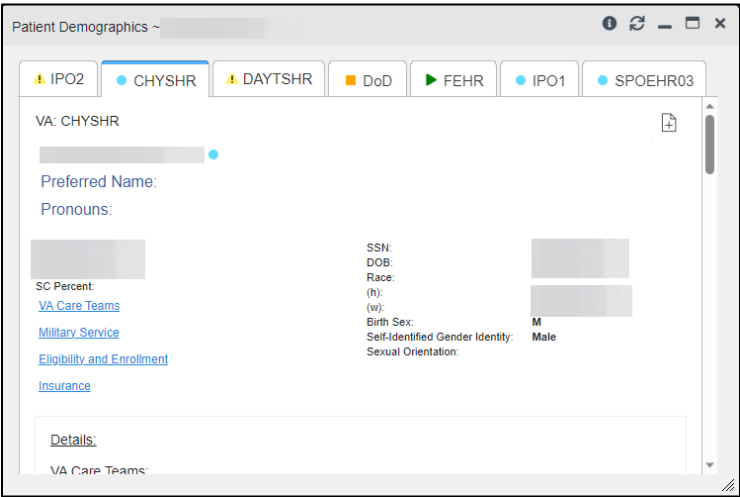 Patient Demographics ~
IPO2
CHYSHR
DAYTSHR
DoD
FEHR
IPO1
SPOEHR03
VA: CHYSHR
Preferred Name:
Pronouns:
SC Percent:
VA Care Teams
Military Service
Eligibility and Enrollment
Insurance
SSN:
DOB:
Race:
(h):
(w):
Birth Sex: M
Self-Identified Gender Identity: Male
Sexual Orientation:
Details:
VA Care Teams: